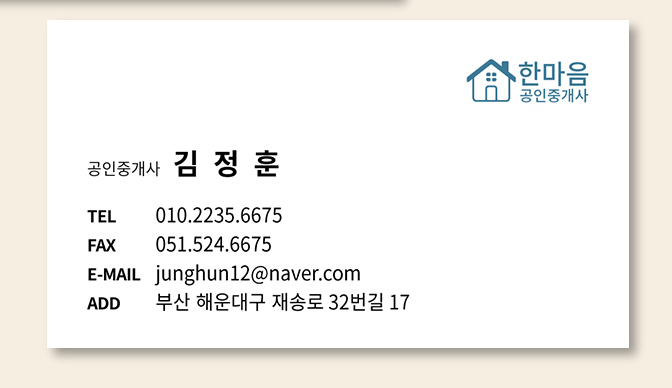 한마음
공인중개사
공인중개사 김 정 훈
TEL 010.2235.6675
FAX 051.524.6675
E-MAIL junghun12@naver.com
ADD 부산 해운대구 재송로 32번길 17